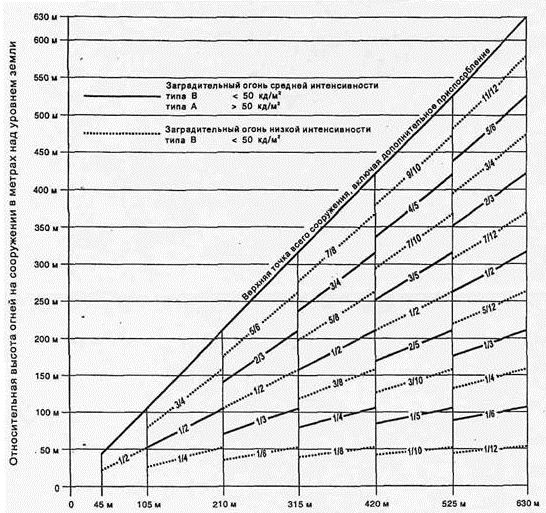 630 м
600 м
550 м
500 м
450 м
400 м
350 м
300 м
250 м
200 м
150 м
100 м
50 м
0
Относительная высота огней на сооружении в метрах над уровнем земли
Заградительный огонь средней интенсивности
типа В < 50 кд/м²
типа А > 50 кд/м²
Заградительный огонь низкой интенсивности
типа В < 50 кд/м²
Верхняя точка всего сооружения, включая дополнительное приспосрбление
1/2
3/4
1/2
1/4
5/6
2/3
1/2
1/3
1/6
7/8
3/4
5/8
1/2
3/8
1/4
1/8
9/10
4/5
7/10
3/5
1/2
2/5
3/10
1/5
1/10
11/12
5/6
3/4
2/3
7/12
1/2
5/12
1/3
1/4
1/6
1/12
0 45 м 105 м 210 м 315 м 420 м 525 м 630 м